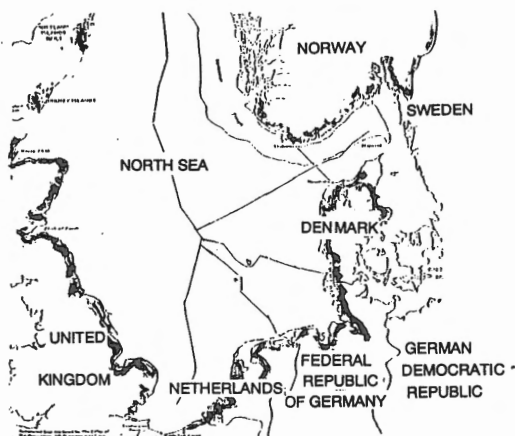 NORWAY
SWEDEN
NORTH SEA
DENMARK
UNITED
KINGDOM
NETHERLANDS
FEDERAL
REPUBLIC
OF GERMANY
GERMAN
DEMOCRATIC
REPUBLIC